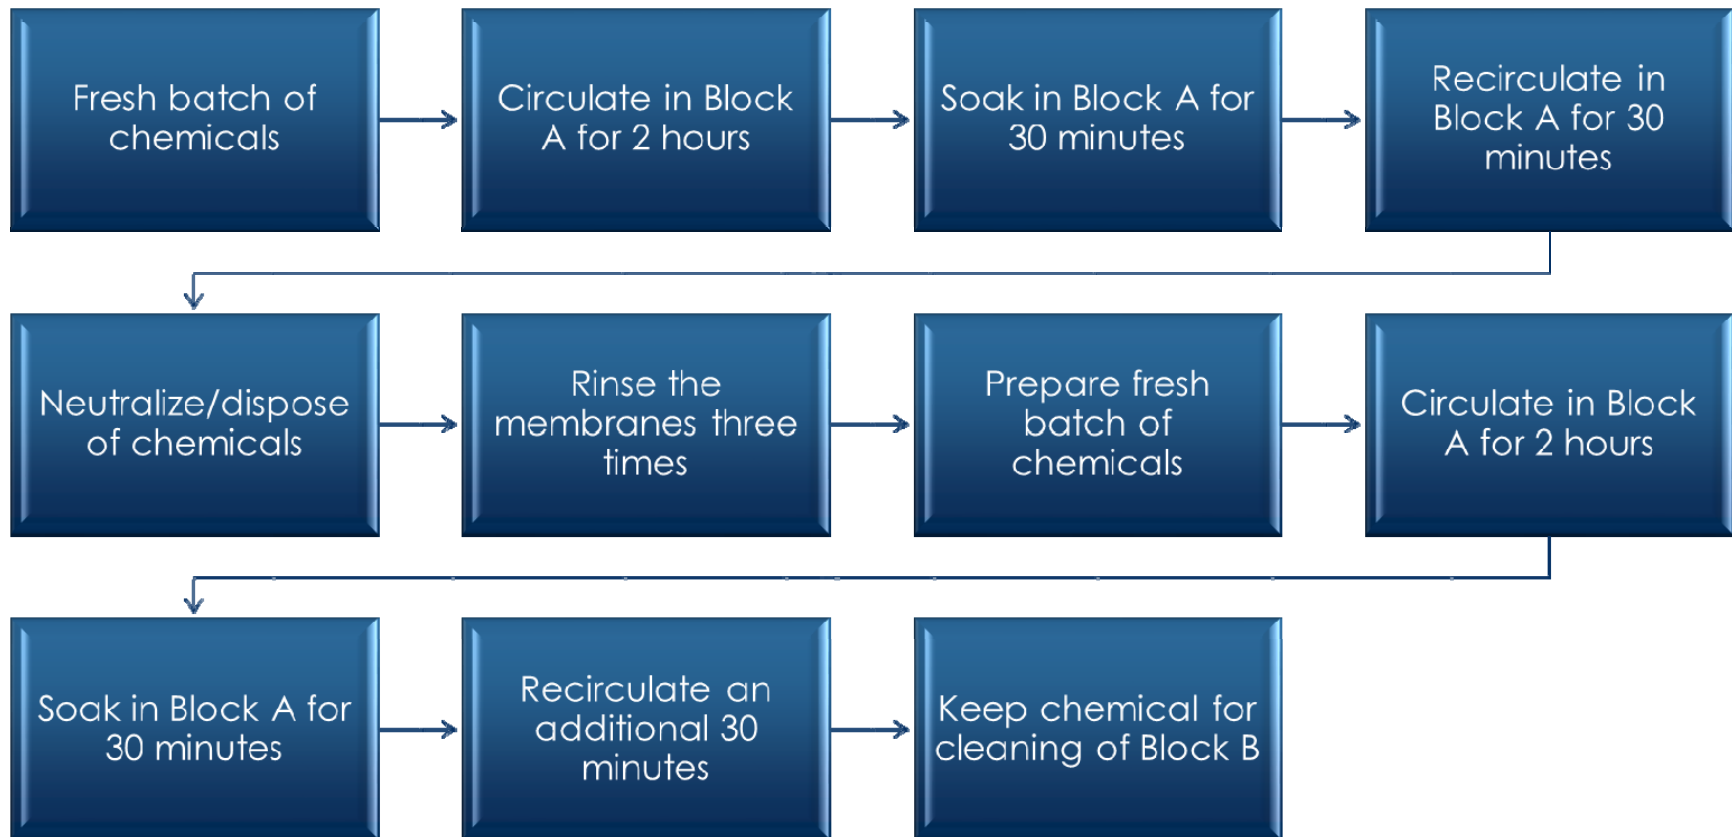 Fresh batch of
chemicals
Circulate in Block
A for 2 hours
Soak in Block A for
30 minutes
Recirculate in
Block A for 30
minutes
Neutralize/dispose
of chemicals
Rinse the
membranes three
times
Prepare fresh
batch of
chemicals
Circulate in Block
A for 2 hours
Soak in Block A for
30 minutes
Recirculate an
additional 30
minutes
Keep chemical for
cleaning of Block B